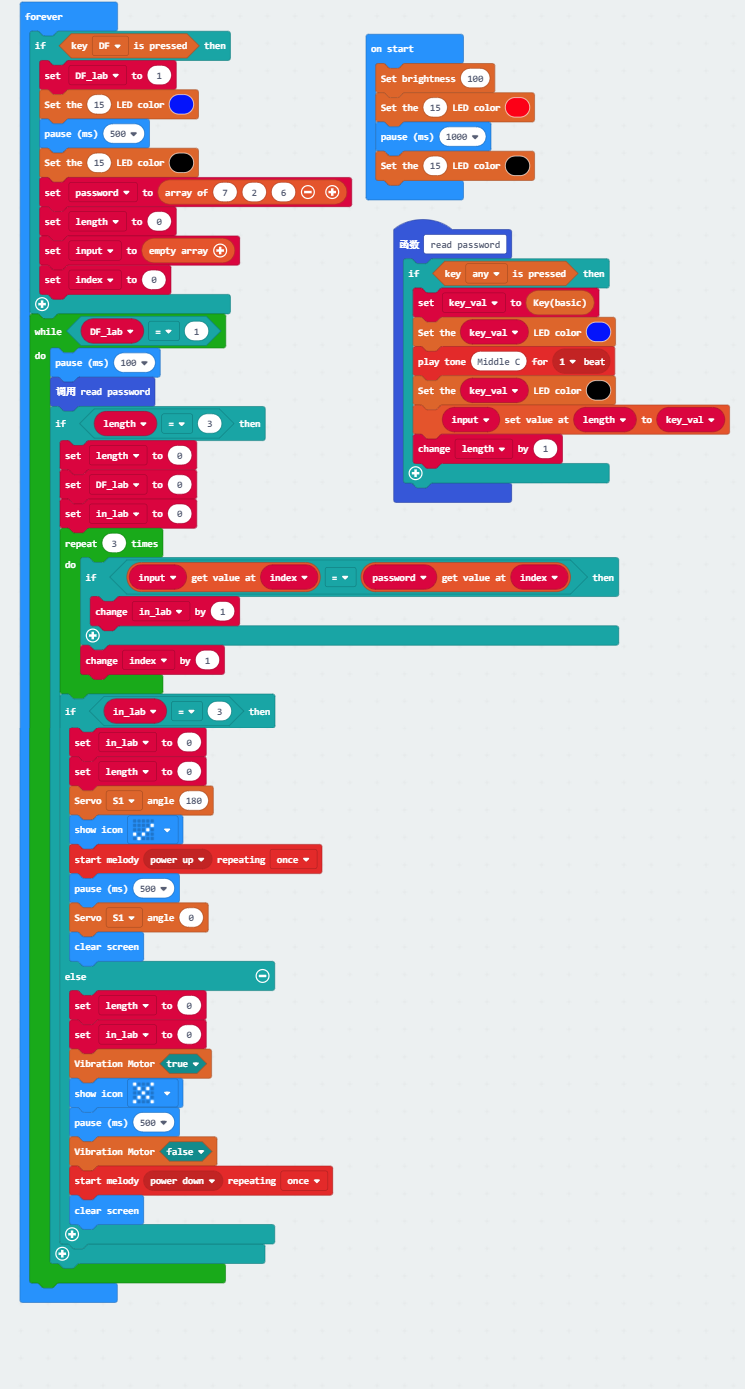 forever
if key DF is pressed then
set DF_lab to 1
Set the 15 LED color
pause (ms) 500
Set the 15 LED color
set password to array of 7 2 6
set length to 0
set input to empty array
set index to 0
while DF_lab = 1
do
pause (ms) 100
调用 read password
if length = 3 then
set length to 0
set DF_lab to 0
set in_lab to 0
repeat 3 times
do
if input get value at index = password get value at index then
change in_lab by 1
change index by 1
if in_lab = 3 then
set in_lab to 0
set length to 0
Servo S1 angle 180
show icon
start melody power up repeating once
pause (ms) 500
Servo S1 angle 0
clear screen
else
set length to 0
set in_lab to 0
Vibration Motor true
show icon
pause (ms) 500
Vibration Motor false
start melody power down repeating once
clear screen
on start
Set brightness 100
Set the 15 LED color
pause (ms) 1000
Set the 15 LED color
函数 read password
if key any is pressed then
set key_val to Key(basic)
Set the key_val LED color
play tone Middle C for 1 beat
Set the key_val LED color
input set value at length to key_val
change length by 1